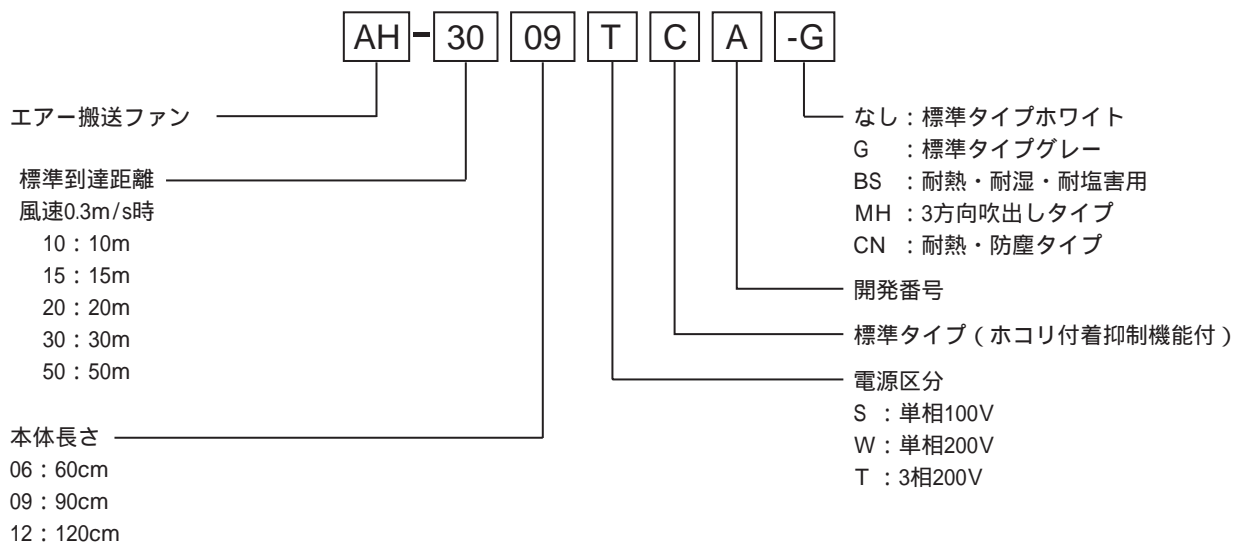 AH-30 09 T C A -G
エアー搬送ファン
標準到達距離
風速0.3m/s時
10：10m
15：15m
20：20m
30：30m
50：50m
本体長さ
06：60cm
09：90cm
12：120cm
なし：標準タイプホワイト
G ：標準タイプグレー
BS ：耐熱・耐湿・耐塩害用
MH：3方向吹出しタイプ
CN ：耐熱・防塵タイプ
開発番号
標準タイプ（ホコリ付着抑制機能付）
電源区分
S ：単相100V
W：単相200V
T ：3相200V